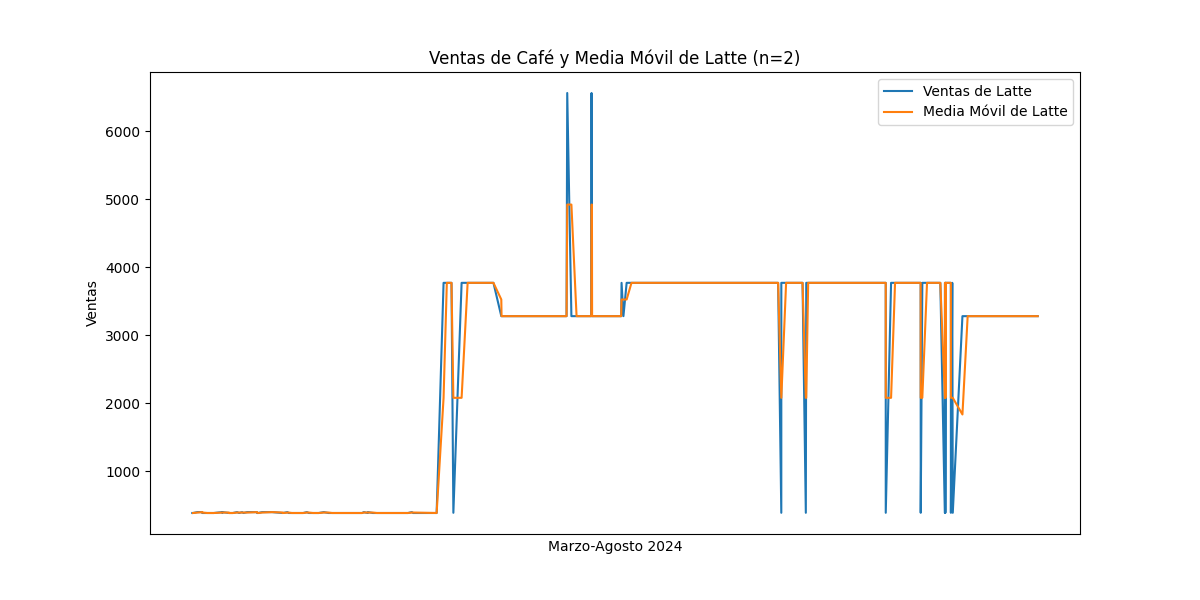 Ventas de Café y Media Móvil de Latte (n=2)
Ventas de Latte
Media Móvil de Latte
6000
5000
4000
3000
2000
1000
Ventas
Marzo-Agosto 2024